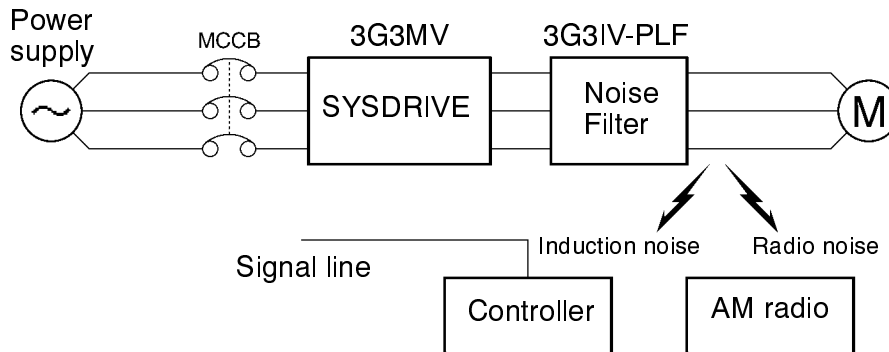 Power
supply
MCCB
3G3MV
3G3IV-PLF
SYSDRIVE
Noise
Filter
M
Induction noise
Radio noise
Signal line
Controller
AM radio